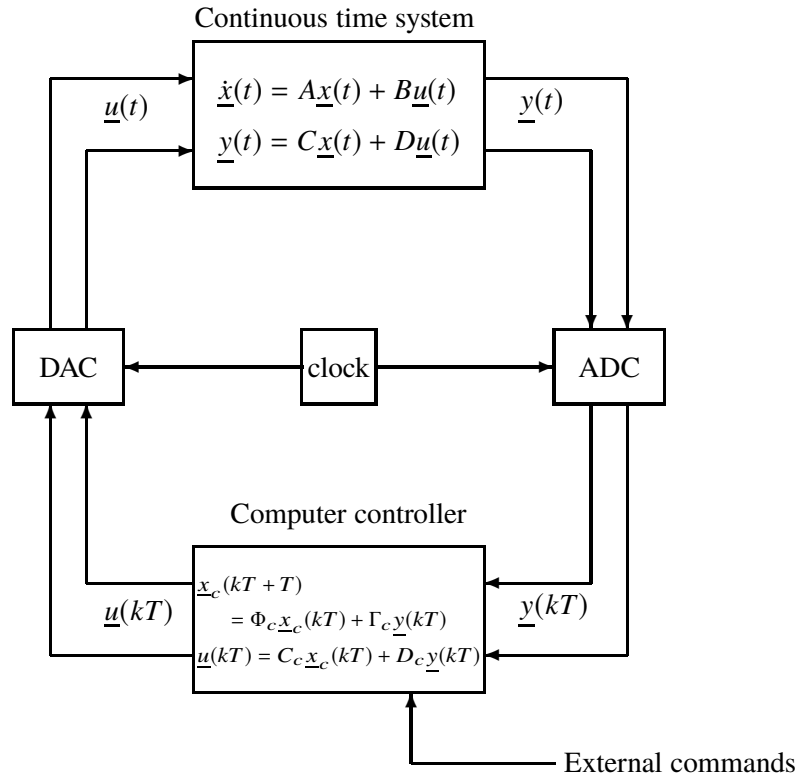 Continuous time system
ẋ(t) = Ax(t) + Bu(t)
y(t) = Cx(t) + Du(t)
u(t)
y(t)
DAC
clock
ADC
Computer controller
x_c(kT + T)
= Φ_c x_c(kT) + Γ_c y(kT)
u(kT) = C_c x_c(kT) + D_c y(kT)
u(kT)
y(kT)
External commands